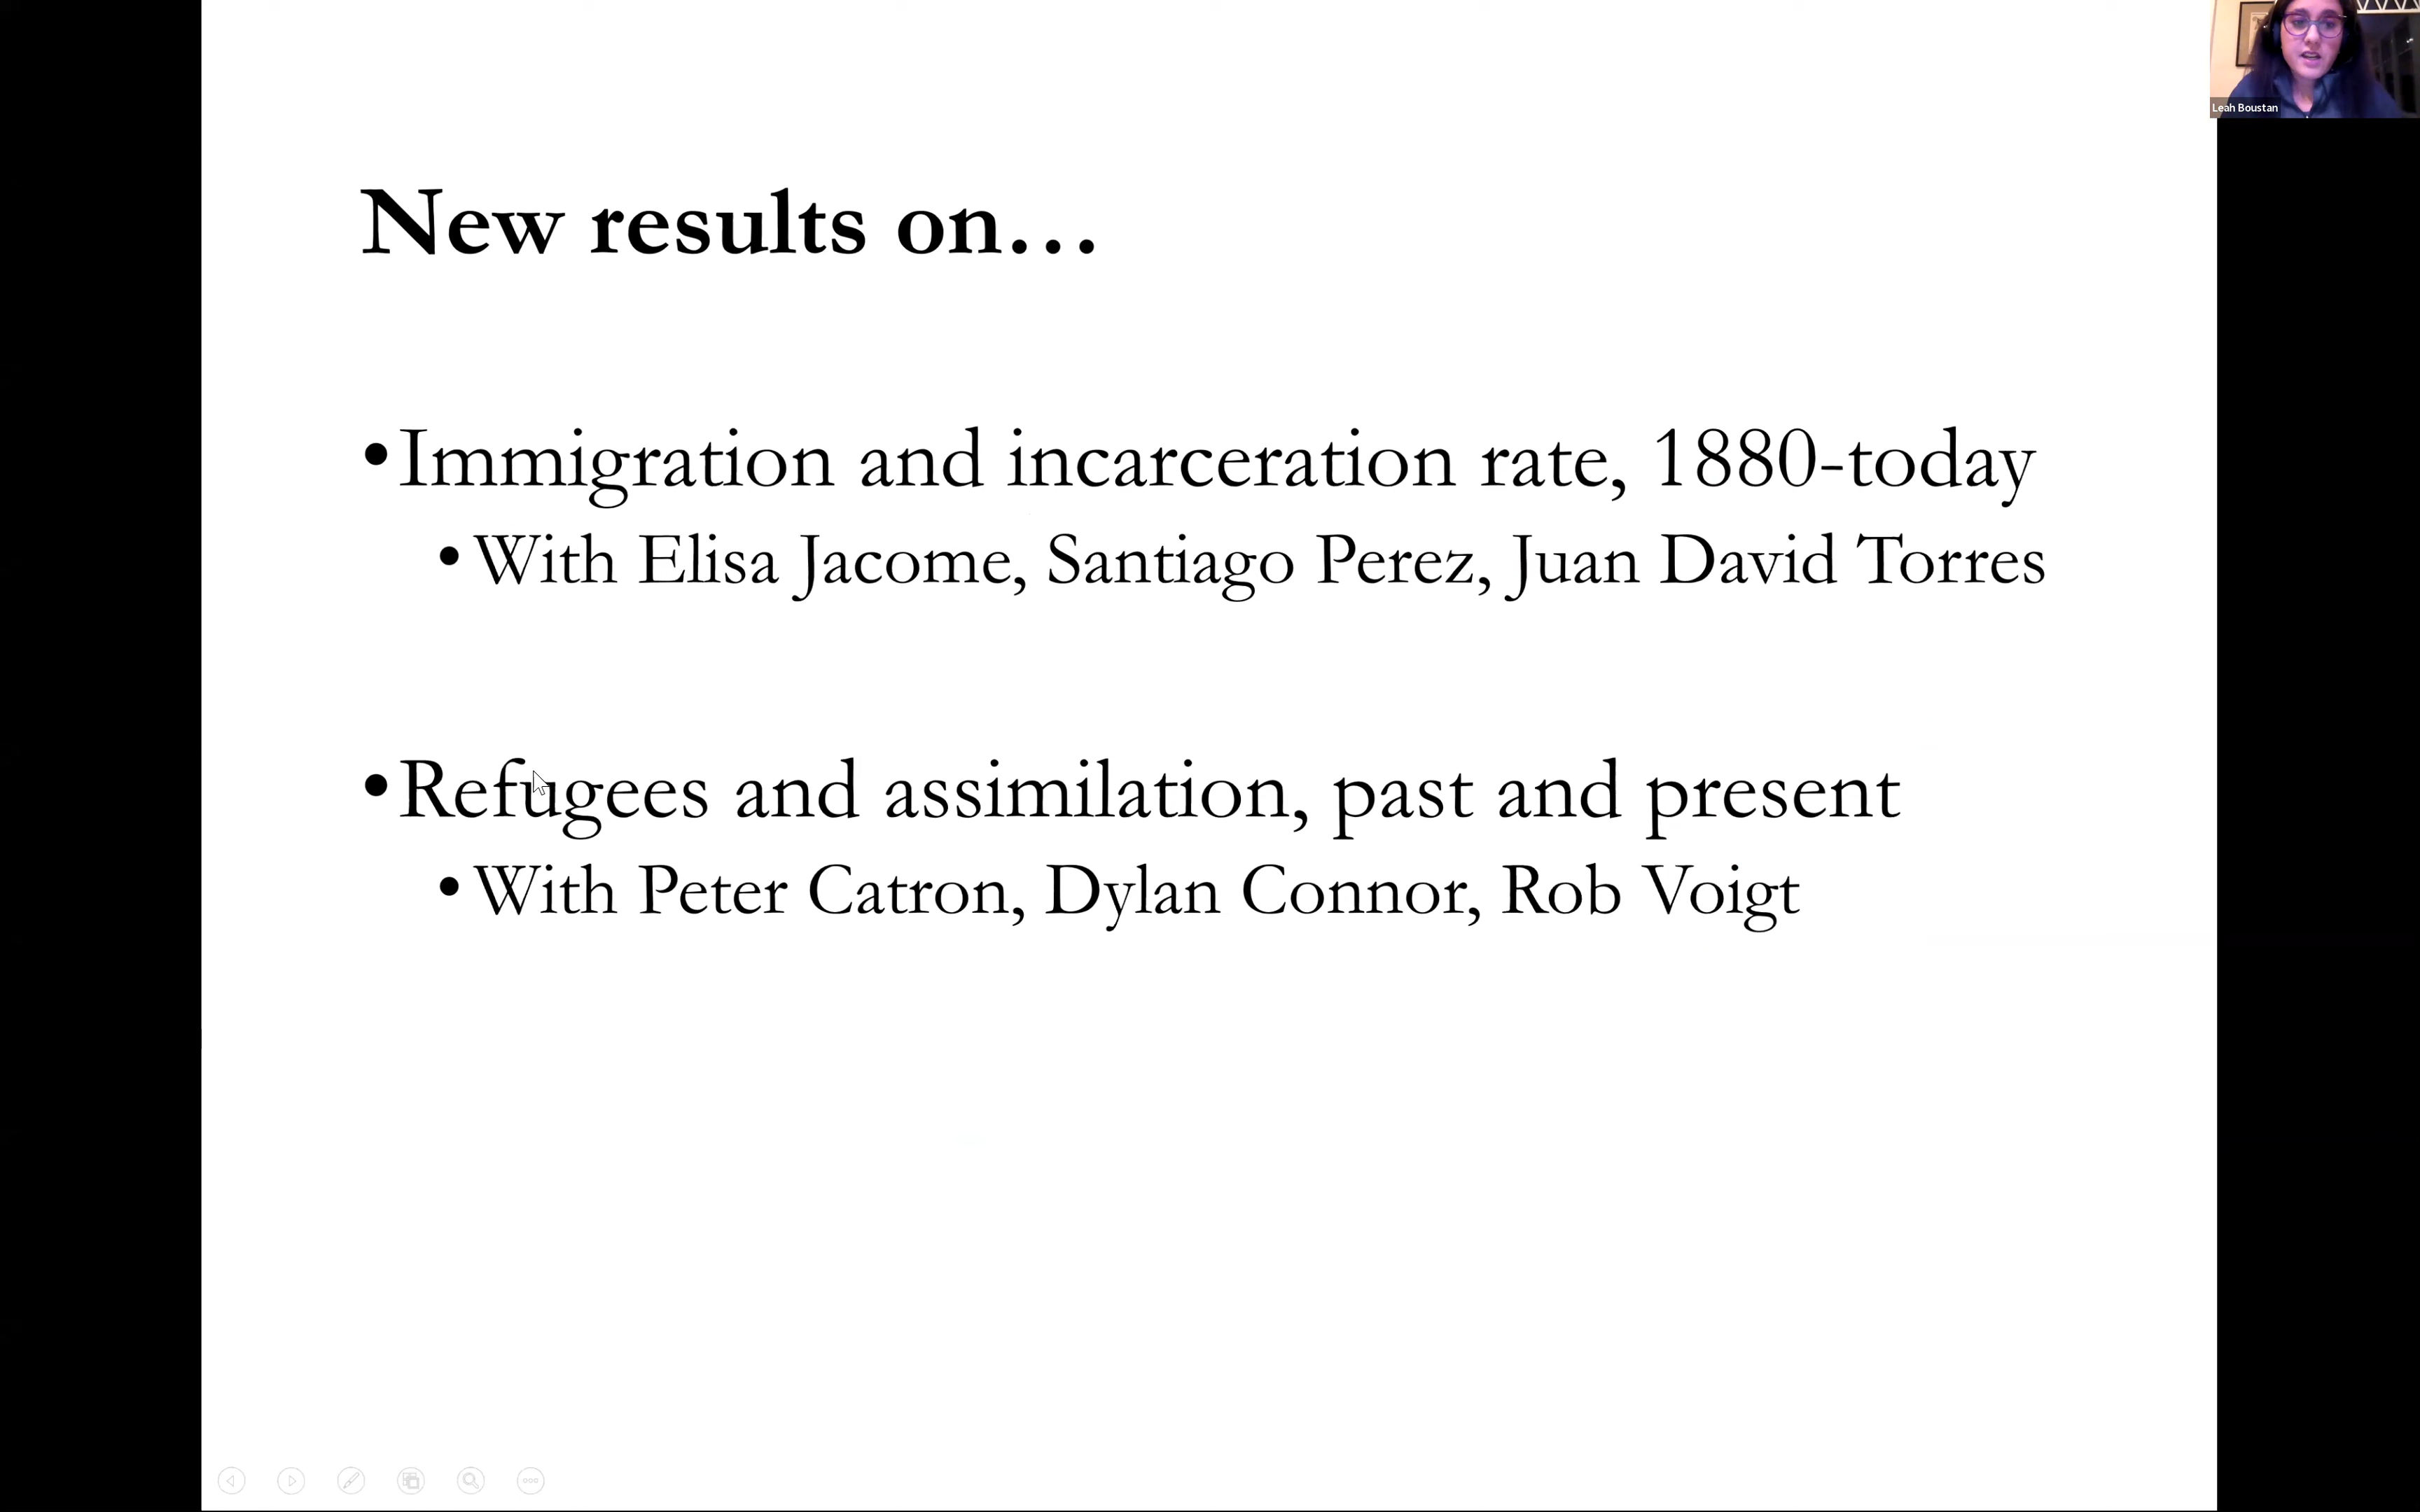 Leah Boustan
New results on...
•Immigration and incarceration rate, 1880-today
•With Elisa Jacome, Santiago Perez, Juan David Torres
•Refugees and assimilation, past and present
•With Peter Catron, Dylan Connor, Rob Voigt